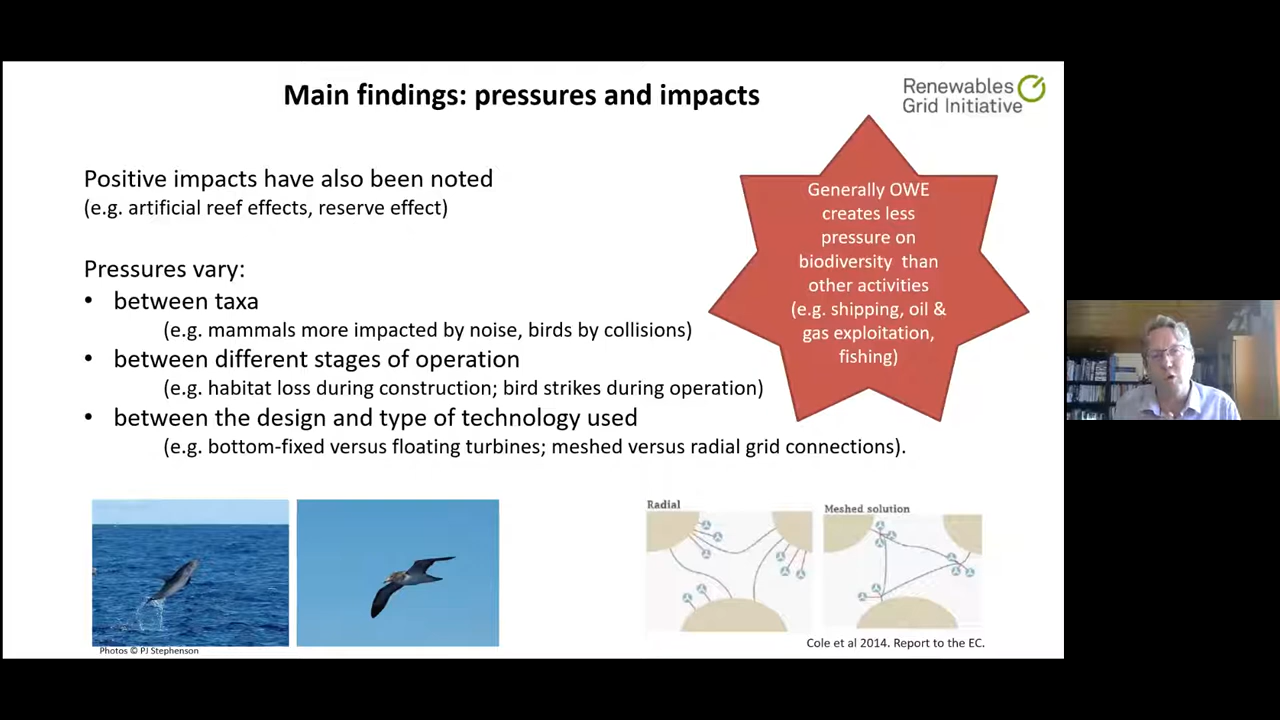 Main findings: pressures and impacts
Renewables
Grid Initiative
Positive impacts have also been noted
(e.g. artificial reef effects, reserve effect)
Pressures vary:
• between taxa
(e.g. mammals more impacted by noise, birds by collisions)
• between different stages of operation
(e.g. habitat loss during construction; bird strikes during operation)
• between the design and type of technology used
(e.g. bottom-fixed versus floating turbines; meshed versus radial grid connections).
Generally OWE
creates less
pressure on
biodiversity than
other activities
(e.g. shipping, oil &
gas exploitation,
fishing)
Radial
Meshed solution
Photos © PJ Stephenson
Cole et al 2014. Report to the EC.